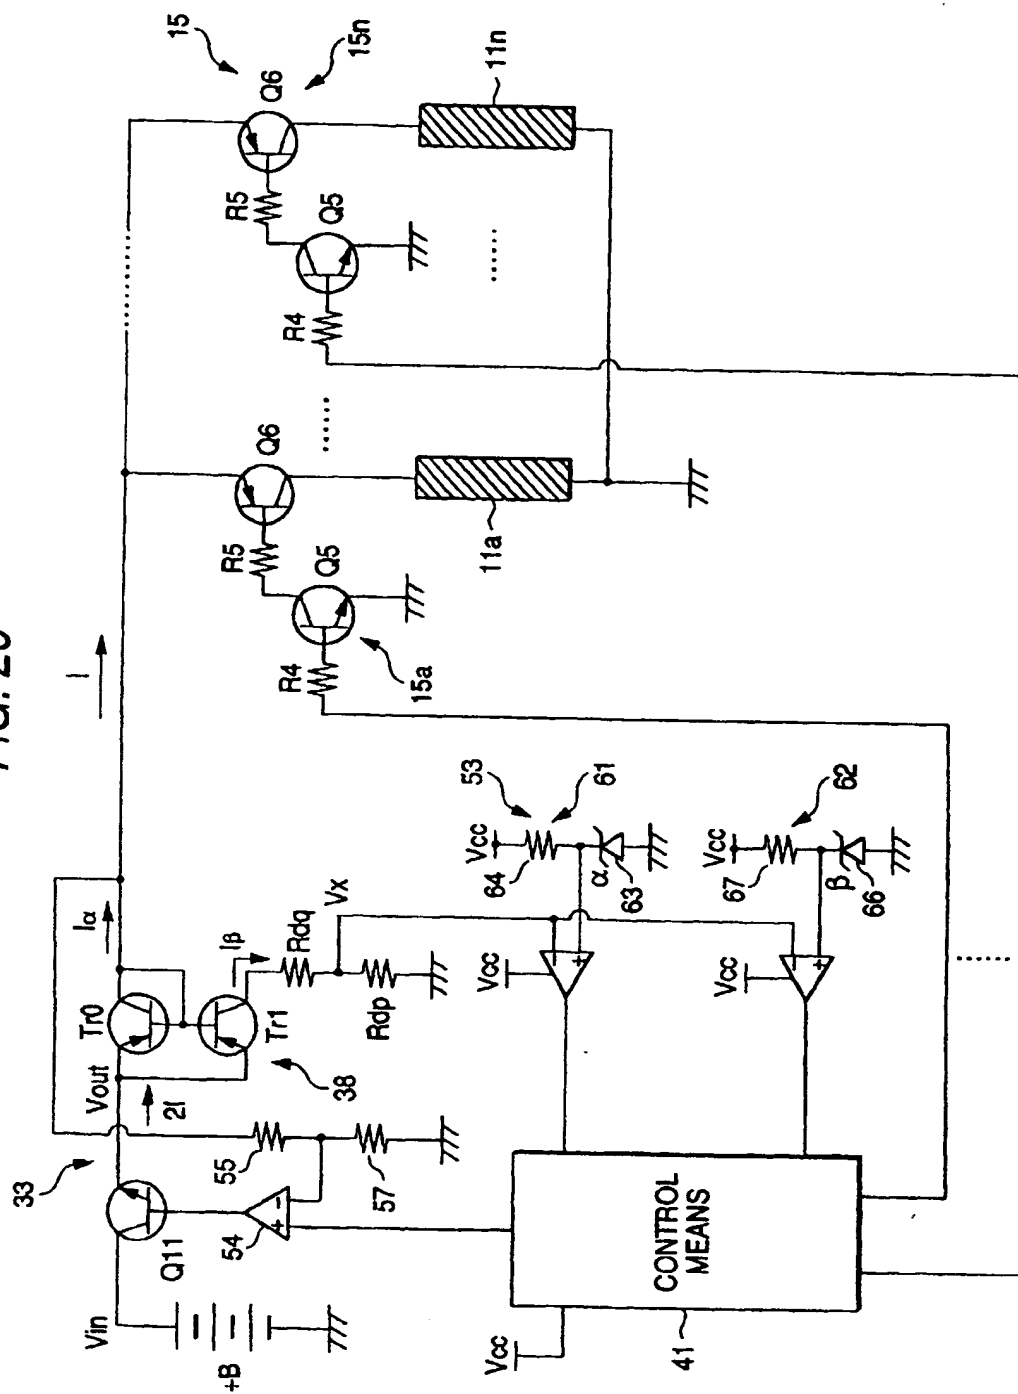 FIG.
Vin
33
Vout
Tr0
Iα
I
2I
Q11
+B
54
55
57
38
Tr1
Iβ
Rdq
Vx
Rdp
15
15n
Q6
R5
Q5
R4
11n
......
......
......
Q6
R5
Q5
R4
15a
11a
Vcc
53
61
64
Vcc
α
63
Vcc
62
67
Vcc
β
66
......
Vcc
CONTROL
MEANS
41